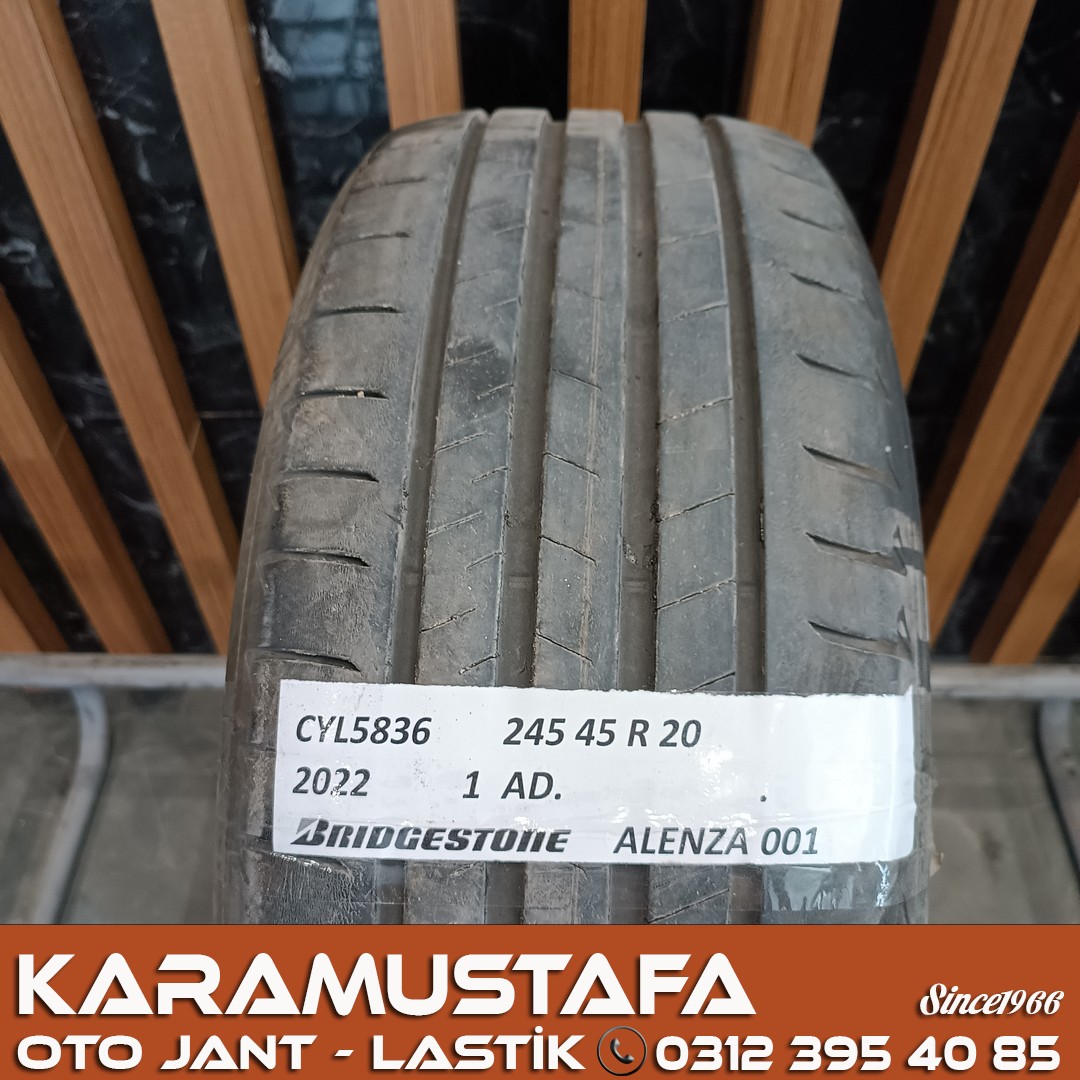 CYL5836 245 45 R 20
2022 1 AD.
BRIDGESTONE ALENZA 001
KARAMUSTAFA
Since1966
OTO JANT - LASTİK 0312 395 40 85